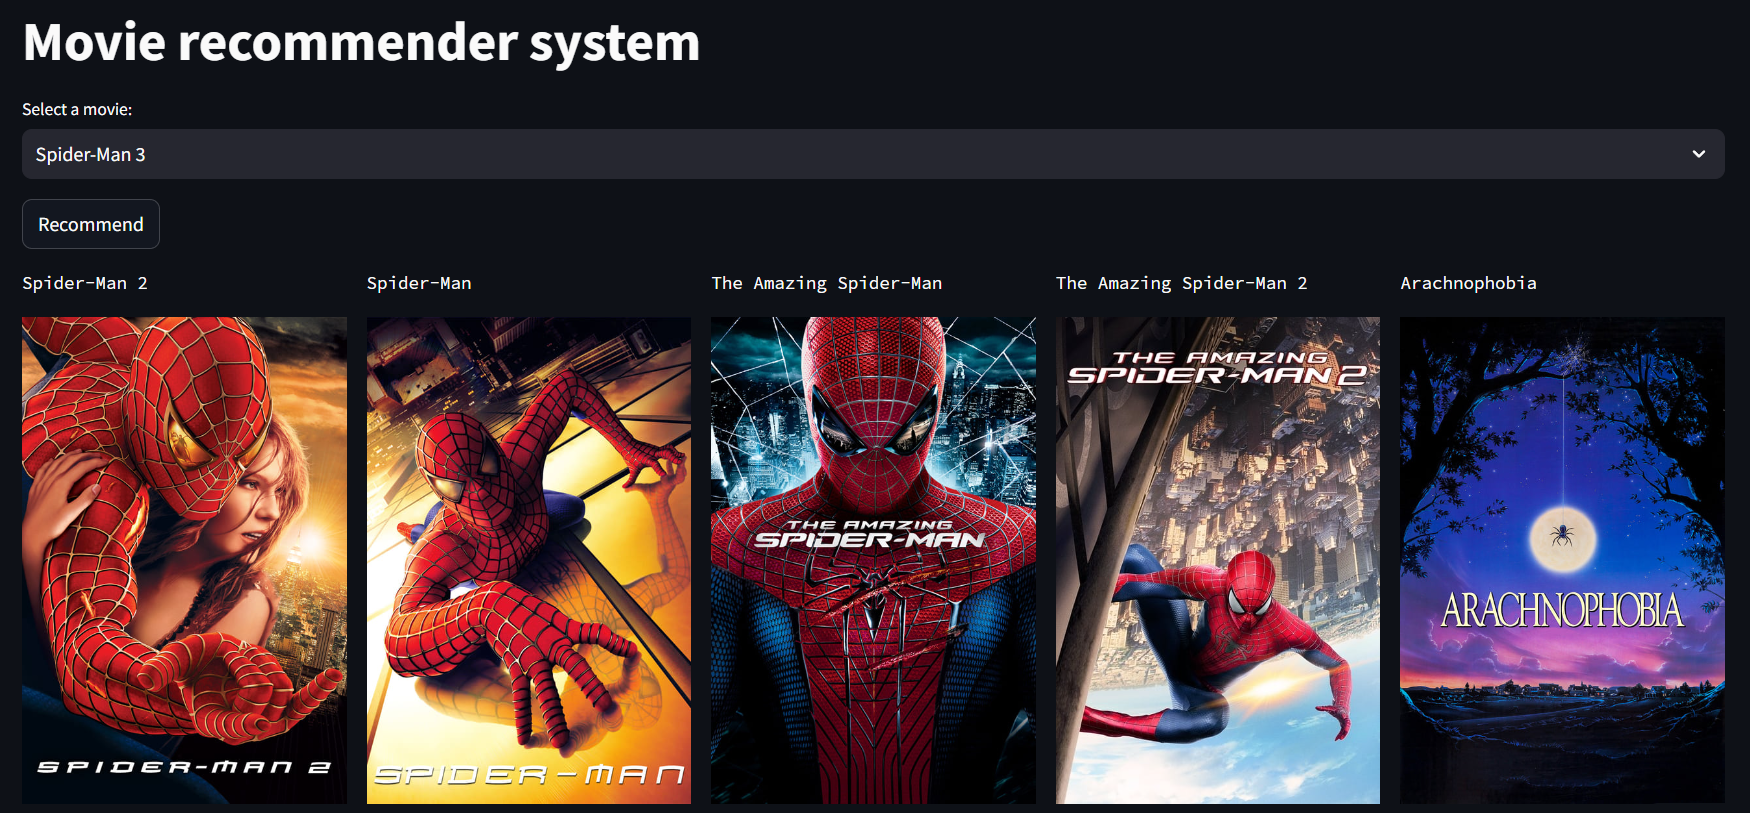 Movie recommender system
Select a movie:
Spider-Man 3
Recommend
Spider-Man 2
Spider-Man
The Amazing Spider-Man
The Amazing Spider-Man 2
Arachnophobia
SPIDER-MAN 2
SPIDER-MAN
THE AMAZING
SPIDER-MAN
THE AMAZING
SPIDER-MAN 2
ARACHNOPHOBIA